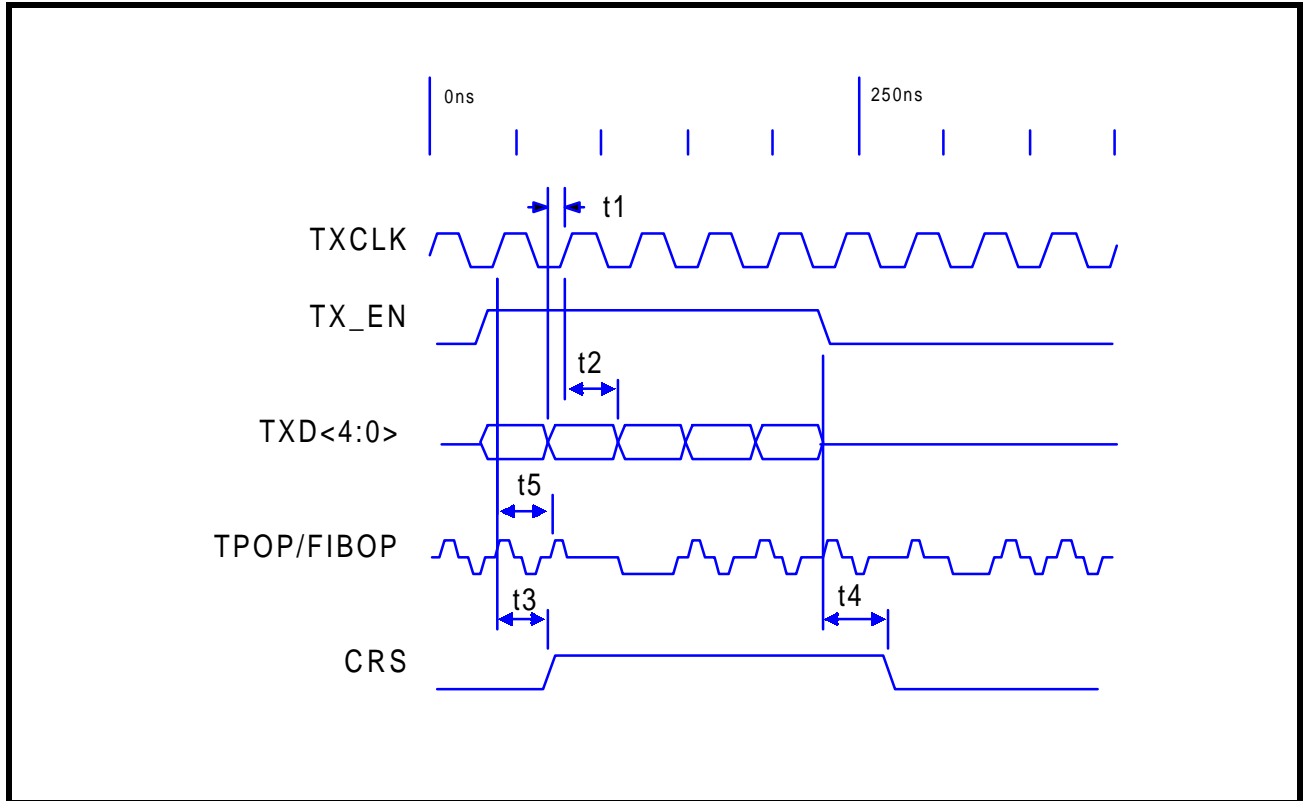 0ns
250ns
t1
TXCLK
TX_EN
t2
TXD<4:0>
t5
TPOP/FIBOP
t3
t4
CRS